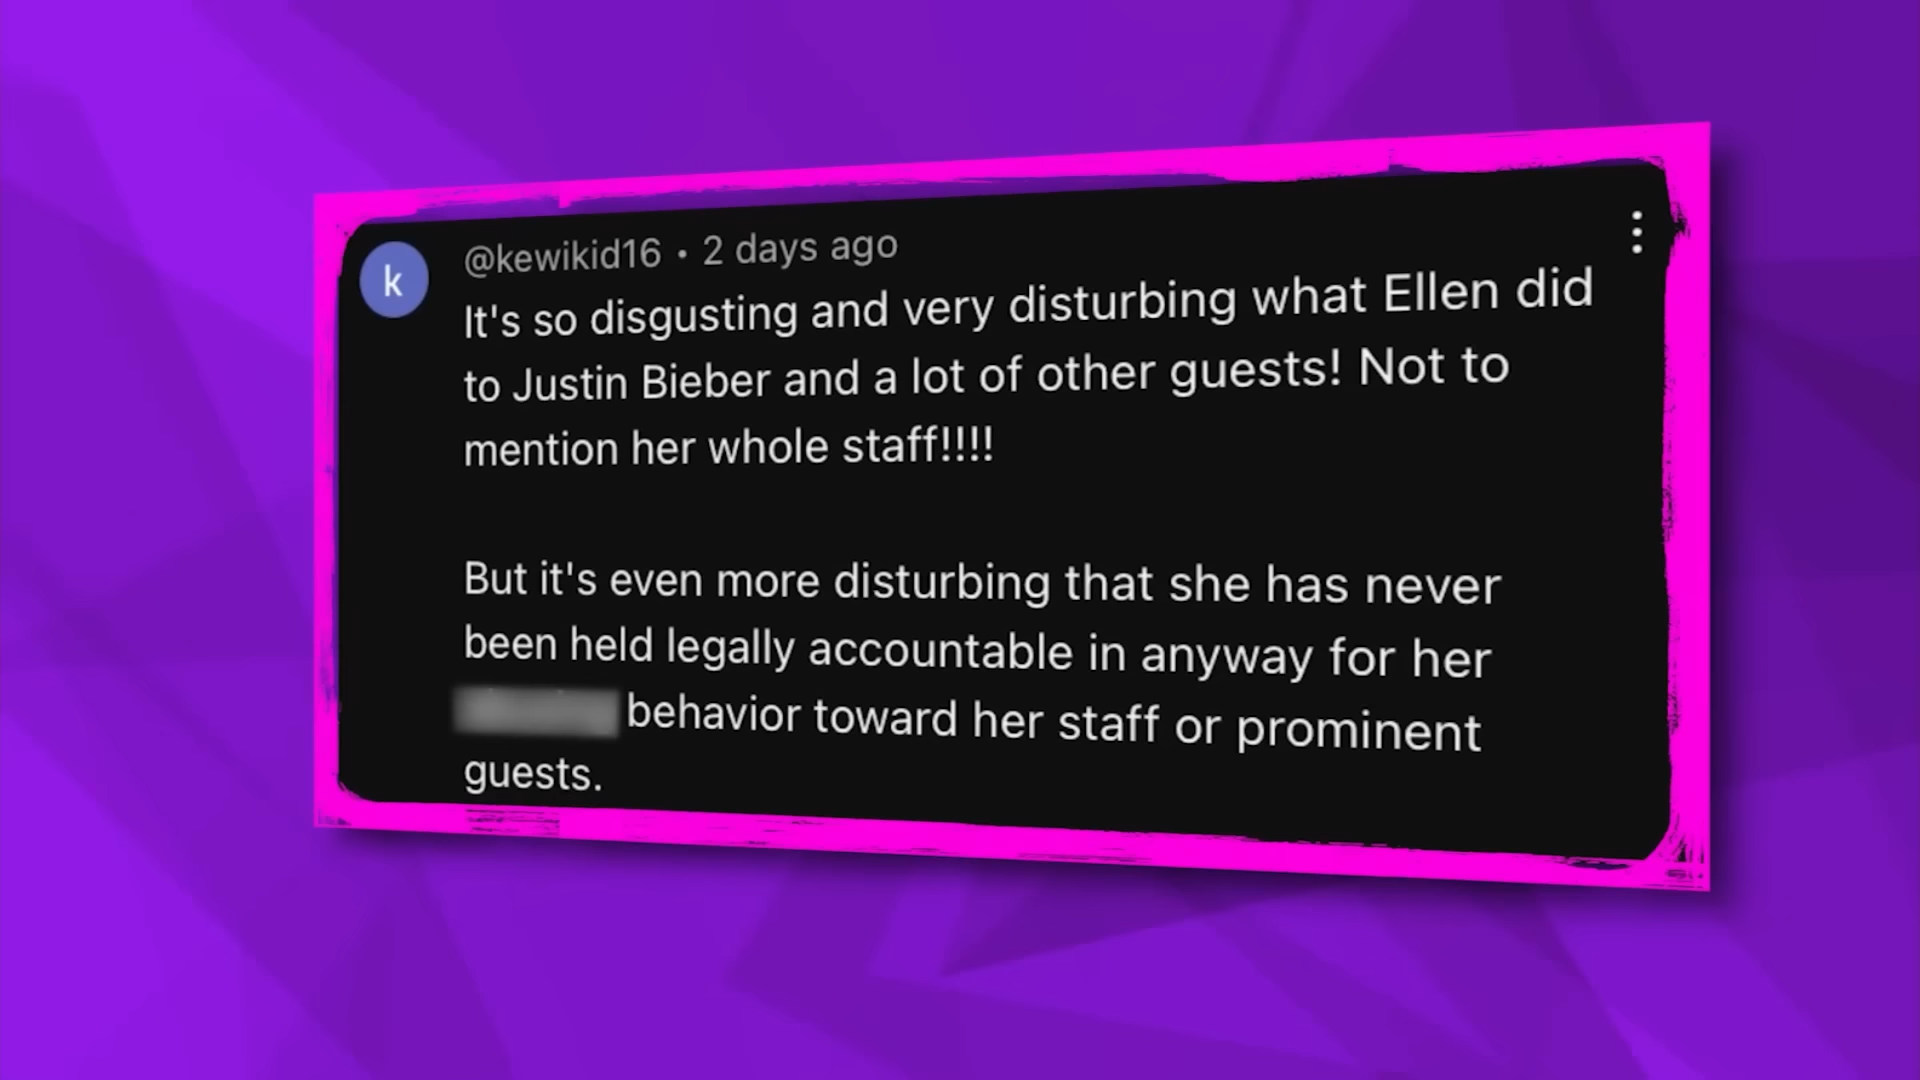 k
@kewikid16 • 2 days ago
It's so disgusting and very disturbing what Ellen did
to Justin Bieber and a lot of other guests! Not to
mention her whole staff!!!!
But it's even more disturbing that she has never
been held legally accountable in anyway for her
behavior toward her staff or prominent
guests.